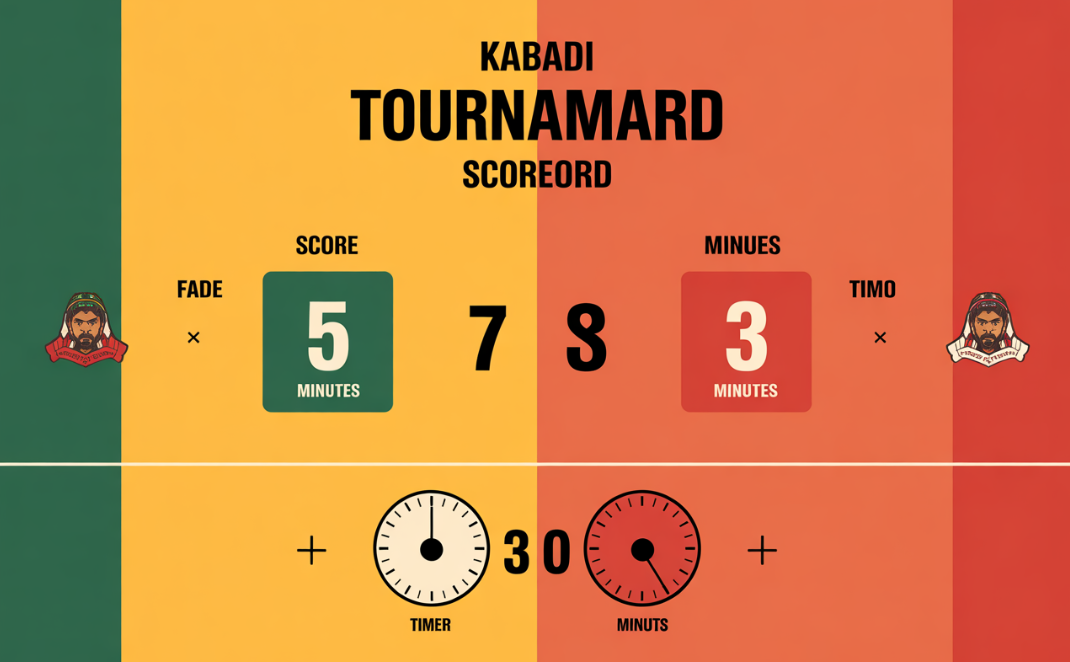 KABADI
TOURNAMARD
SCOREORD
SCORE
MINUES
FADE
TIMO
5
7 8
3
×
×
MINUTES
MINUTES
+
30
+
TIMER
MINUTS